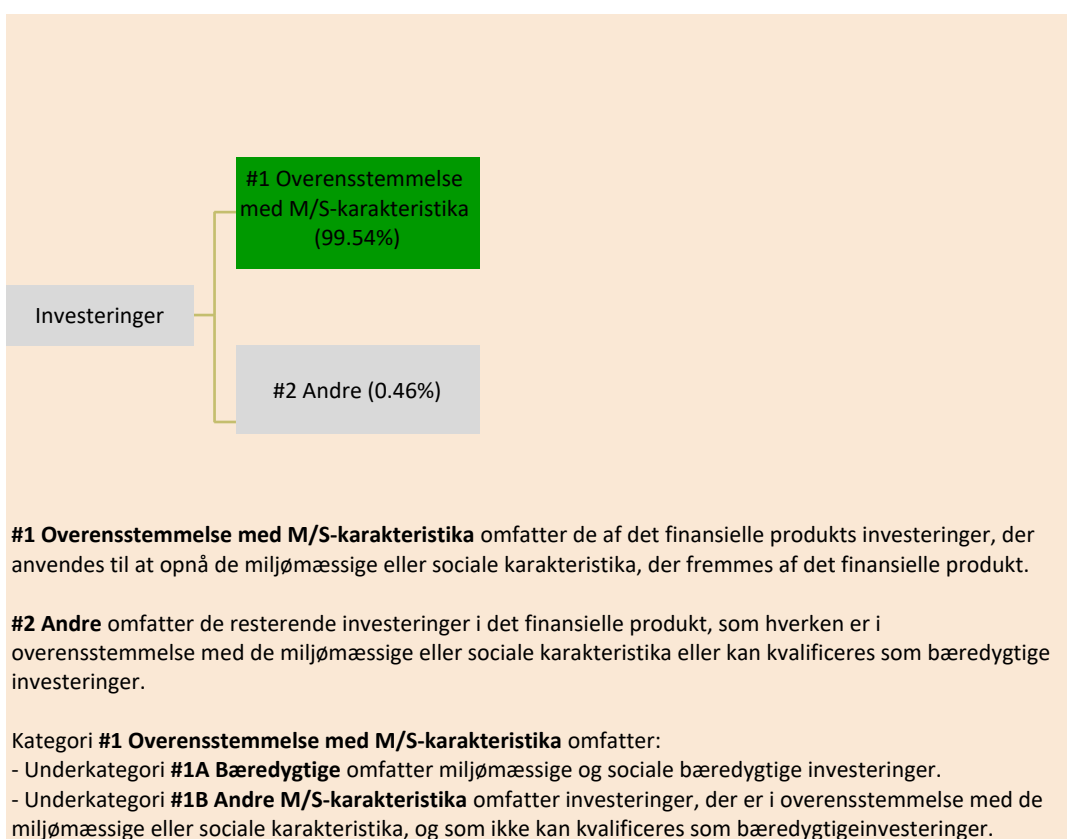 #1 Overensstemmelse
med M/S-karakteristika
(99.54%)
Investeringer
#2 Andre (0.46%)
#1 Overensstemmelse med M/S-karakteristika omfatter de af det finansielle produkts investeringer, der
anvendes til at opnå de miljømæssige eller sociale karakteristika, der fremmes af det finansielle produkt.
#2 Andre omfatter de resterende investeringer i det finansielle produkt, som hverken er i
overensstemmelse med de miljømæssige eller sociale karakteristika eller kan kvalificeres som bæredygtige
investeringer.
Kategori #1 Overensstemmelse med M/S-karakteristika omfatter:
- Underkategori #1A Bæredygtige omfatter miljømæssige og sociale bæredygtige investeringer.
- Underkategori #1B Andre M/S-karakteristika omfatter investeringer, der er i overensstemmelse med de
miljømæssige eller sociale karakteristika, og som ikke kan kvalificeres som bæredygtigeinvesteringer.